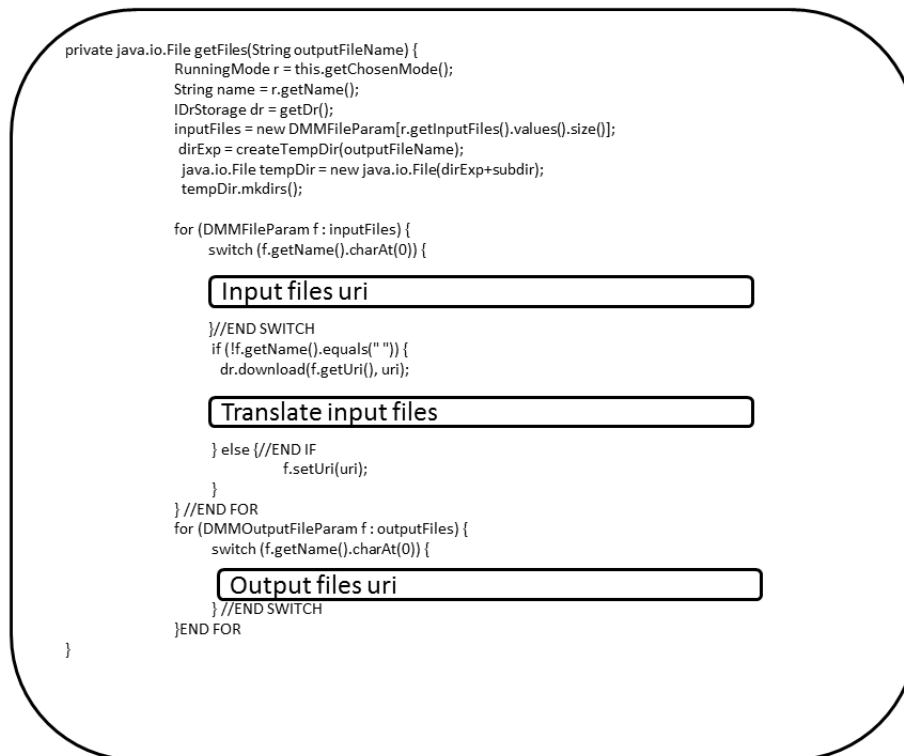 private java.io.File getFiles(String outputFileName) {
RunningMode r = this.getChosenMode();
String name = r.getName();
IDrStorage dr = getDr();
inputFiles = new DMMFileParam[r.getInputFiles().values().size()];
dirExp = createTempDir(outputFileName);
java.io.File tempDir = new java.io.File(dirExp+subdir);
tempDir.mkdirs();
for (DMMFileParam f : inputFiles) {
switch (f.getName().charAt(0)) {
Input files uri
}//END SWITCH
if (!f.getName().equals(" ")) {
dr.download(f.getUri(), uri);
Translate input files
} else {//END IF
f.setUri(uri);
}
} //END FOR
for (DMMOutputFileParam f : outputFiles) {
switch (f.getName().charAt(0)) {
Output files uri
} //END SWITCH
}END FOR
}